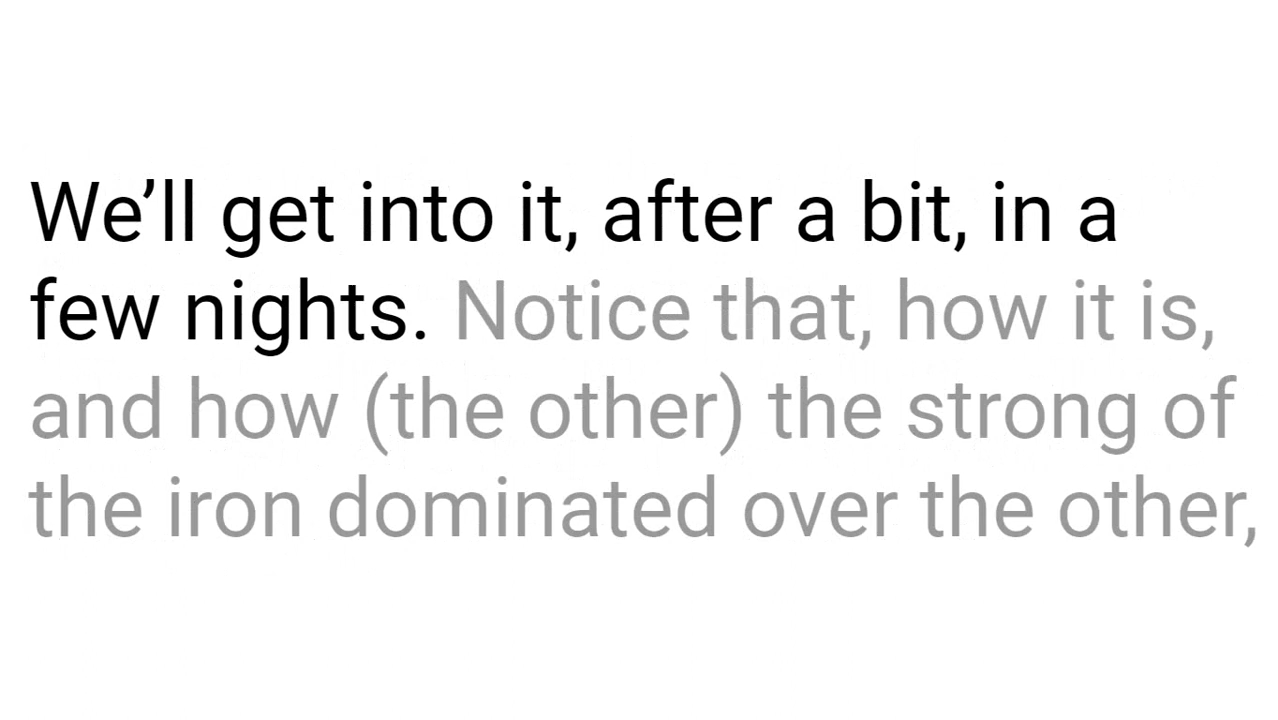 We’ll get into it, after a bit, in a
few nights. Notice that, how it is,
and how (the other) the strong of
the iron dominated over the other,